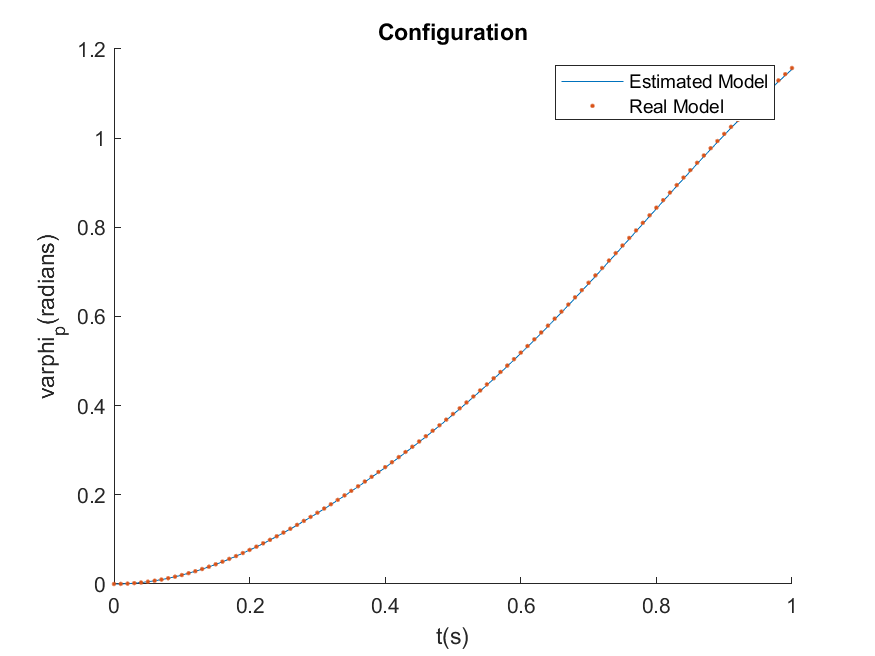 Configuration
1.2
1
0.8
0.6
0.4
0.2
0
varphi_p(radians)
Estimated Model
Real Model
0 0.2 0.4 0.6 0.8 1
t(s)